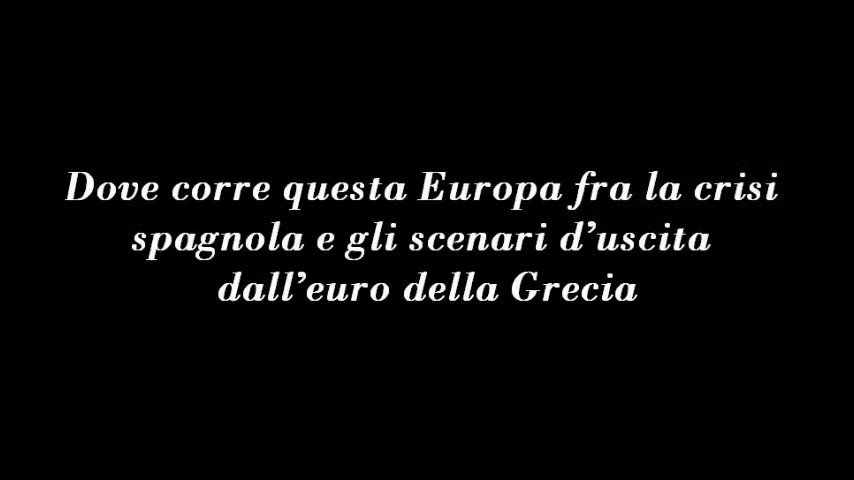 Dove corre questa Europa fra la crisi
spagnola e gli scenari d’uscita
dall’euro della Grecia